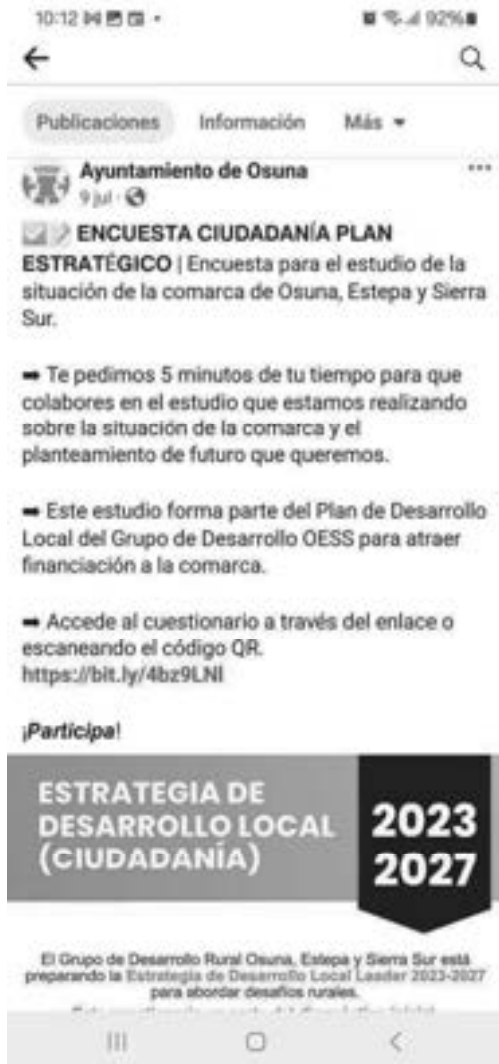 10:12
92%
Publicaciones Información Más
Ayuntamiento de Osuna
9 jul
ENCUESTA CIUDADANÍA PLAN
ESTRATÉGICO | Encuesta para el estudio de la
situación de la comarca de Osuna, Estepa y Sierra
Sur.
➡ Te pedimos 5 minutos de tu tiempo para que
colabores en el estudio que estamos realizando
sobre la situación de la comarca y el
planteamiento de futuro que queremos.
➡ Este estudio forma parte del Plan de Desarrollo
Local del Grupo de Desarrollo OESS para atraer
financiación a la comarca.
➡ Accede al cuestionario a través del enlace o
escaneando el código QR.
https://bit.ly/4bz9LNl
¡Participa!
ESTRATEGIA DE
DESARROLLO LOCAL
(CIUDADANÍA)
2023
2027
El Grupo de Desarrollo Rural Osuna, Estepa y Sierra Sur está
preparando la Estrategia de Desarrollo Local Leader 2023-2027
para abordar desafíos rurales.